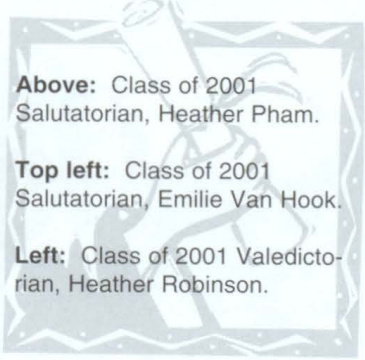 Above: Class of 2001
Salutatorian, Heather Pham.
Top left: Class of 2001
Salutatorian, Emilie Van Hook.
Left: Class of 2001 Valedicto-
rian, Heather Robinson.